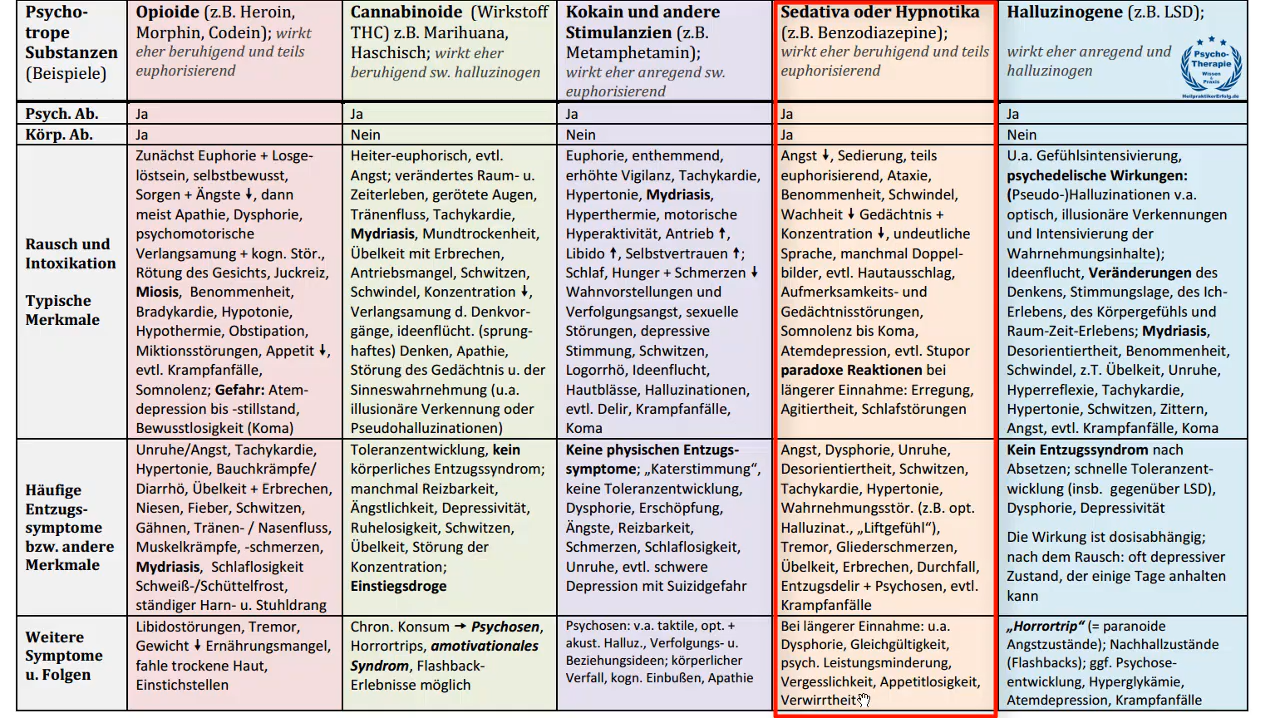 Psycho-
trope
Substanzen
(Beispiele)
Opioide (z.B. Heroin,
Morphin, Codein); wirkt
eher beruhigend und teils
euphorisierend
Cannabinoide (Wirkstoff
THC) z.B. Marihuana,
Haschisch; wirkt eher
beruhigend sw. halluzinogen
Kokain und andere
Stimulanzien (z.B.
Metamphetamin);
wirkt eher anregend sw.
euphorisierend
Sedativa oder Hypnotika
(z.B. Benzodiazepine);
wirkt eher beruhigend und teils
euphorisierend
Halluzinogene (z.B. LSD);
wirkt eher anregend und
halluzinogen
Psycho-
Therapie
Wissen
+
Praxis
HeilpraktikerErfolg.de
Psych. Ab.
Ja
Ja
Ja
Ja
Ja
Körp. Ab.
Ja
Nein
Nein
Ja
Nein
Rausch und
Intoxikation
Typische
Merkmale
Zunächst Euphorie + Losge-
löstsein, selbstbewusst,
Sorgen + Ängste ↓, dann
meist Apathie, Dysphorie,
psychomotorische
Verlangsamung + kogn. Stör.,
Rötung des Gesichts, Juckreiz,
Miosis, Benommenheit,
Bradykardie, Hypotonie,
Hypothermie, Obstipation,
Miktionsstörungen, Appetit ↓,
evtl. Krampfanfälle,
Somnolenz; Gefahr: Atem-
depression bis -stillstand,
Bewusstlosigkeit (Koma)
Heiter-euphorisch, evtl.
Angst; verändertes Raum- u.
Zeiterleben, gerötete Augen,
Tränenfluss, Tachykardie,
Mydriasis, Mundtrockenheit,
Übelkeit mit Erbrechen,
Antriebsmangel, Schwitzen,
Schwindel, Konzentration ↓,
Verlangsamung d. Denkvor-
gänge, ideenflücht. (sprung-
haftes) Denken, Apathie,
Störung des Gedächtnis u. der
Sinneswahrnehmung (u.a.
illusionäre Verkennung oder
Pseudohalluzinationen)
Euphorie, enthemmend,
erhöhte Vigilanz, Tachykardie,
Hypertonie, Mydriasis,
Hyperthermie, motorische
Hyperaktivität, Antrieb ↑,
Libido ↑, Selbstvertrauen ↑;
Schlaf, Hunger + Schmerzen ↓
Wahnvorstellungen und
Verfolgungsangst, sexuelle
Störungen, depressive
Stimmung, Schwitzen,
Logorrhö, Ideenflucht,
Hautblässe, Halluzinationen,
evtl. Delir, Krampfanfälle,
Koma
Angst ↓, Sedierung, teils
euphorisierend, Ataxie,
Benommenheit, Schwindel,
Wachheit ↓ Gedächtnis +
Konzentration ↓, undeutliche
Sprache, manchmal Doppel-
bilder, evtl. Hautausschlag,
Aufmerksamkeits- und
Gedächtnisstörungen,
Somnolenz bis Koma,
Atemdepression, evtl. Stupor
paradoxe Reaktionen bei
längerer Einnahme: Erregung,
Agitiertheit, Schlafstörungen
U.a. Gefühlsintensivierung,
psychedelische Wirkungen:
(Pseudo-)Halluzinationen v.a.
optisch, illusionäre Verkennungen
und Intensivierung der
Wahrnehmungsinhalte);
Ideenflucht, Veränderungen des
Denkens, Stimmungslage, des Ich-
Erlebens, des Körpergefühls und
Raum-Zeit-Erlebens; Mydriasis,
Desorientiertheit, Benommenheit,
Schwindel, z.T. Übelkeit, Unruhe,
Hyperreflexie, Tachykardie,
Hypertonie, Schwitzen, Zittern,
Angst, evtl. Krampfanfälle, Koma
Häufige
Entzugs-
symptome
bzw. andere
Merkmale
Unruhe/Angst, Tachykardie,
Hypertonie, Bauchkrämpfe/
Diarrhö, Übelkeit + Erbrechen,
Niesen, Fieber, Schwitzen,
Gähnen, Tränen- / Nasenfluss,
Muskelkrämpfe, -schmerzen,
Mydriasis, Schlaflosigkeit
Schweiß-/Schüttelfrost,
ständiger Harn- u. Stuhldrang
Toleranzentwicklung, kein
körperliches Entzugssyndrom;
manchmal Reizbarkeit,
Ängstlichkeit, Depressivität,
Ruhelosigkeit, Schwitzen,
Übelkeit, Störung der
Konzentration;
Einstiegsdroge
Keine physischen Entzugs-
symptome; „Katerstimmung“,
keine Toleranzentwicklung,
Dysphorie, Erschöpfung,
Ängste, Reizbarkeit,
Schmerzen, Schlaflosigkeit,
Unruhe, evtl. schwere
Depression mit Suizidgefahr
Angst, Dysphorie, Unruhe,
Desorientiertheit, Schwitzen,
Tachykardie, Hypertonie,
Wahrnehmungsstör. (z.B. opt.
Halluzinat., „Liftgefühl“),
Tremor, Gliederschmerzen,
Übelkeit, Erbrechen, Durchfall,
Entzugsdelir + Psychosen, evtl.
Krampfanfälle
Kein Entzugssyndrom nach
Absetzen; schnelle Toleranzent-
wicklung (insb. gegenüber LSD),
Dysphorie, Depressivität
Die Wirkung ist dosisabhängig;
nach dem Rausch: oft depressiver
Zustand, der einige Tage anhalten
kann
Weitere
Symptome
u. Folgen
Libidostörungen, Tremor,
Gewicht ↓ Ernährungsmangel,
fahle trockene Haut,
Einstichstellen
Chron. Konsum → Psychosen,
Horrortrips, amotivationales
Syndrom, Flashback-
Erlebnisse möglich
Psychosen: v.a. taktile, opt. +
akust. Halluz., Verfolgungs- u.
Beziehungsideen; körperlicher
Verfall, kogn. Einbußen, Apathie
Bei längerer Einnahme: u.a.
Dysphorie, Gleichgültigkeit,
psych. Leistungsminderung,
Vergesslichkeit, Appetitlosigkeit,
Verwirrtheit
„Horrortrip“ (= paranoide
Angstzustände); Nachhallzustände
(Flashbacks); ggf. Psychose-
entwicklung, Hyperglykämie,
Atemdepression, Krampfanfälle